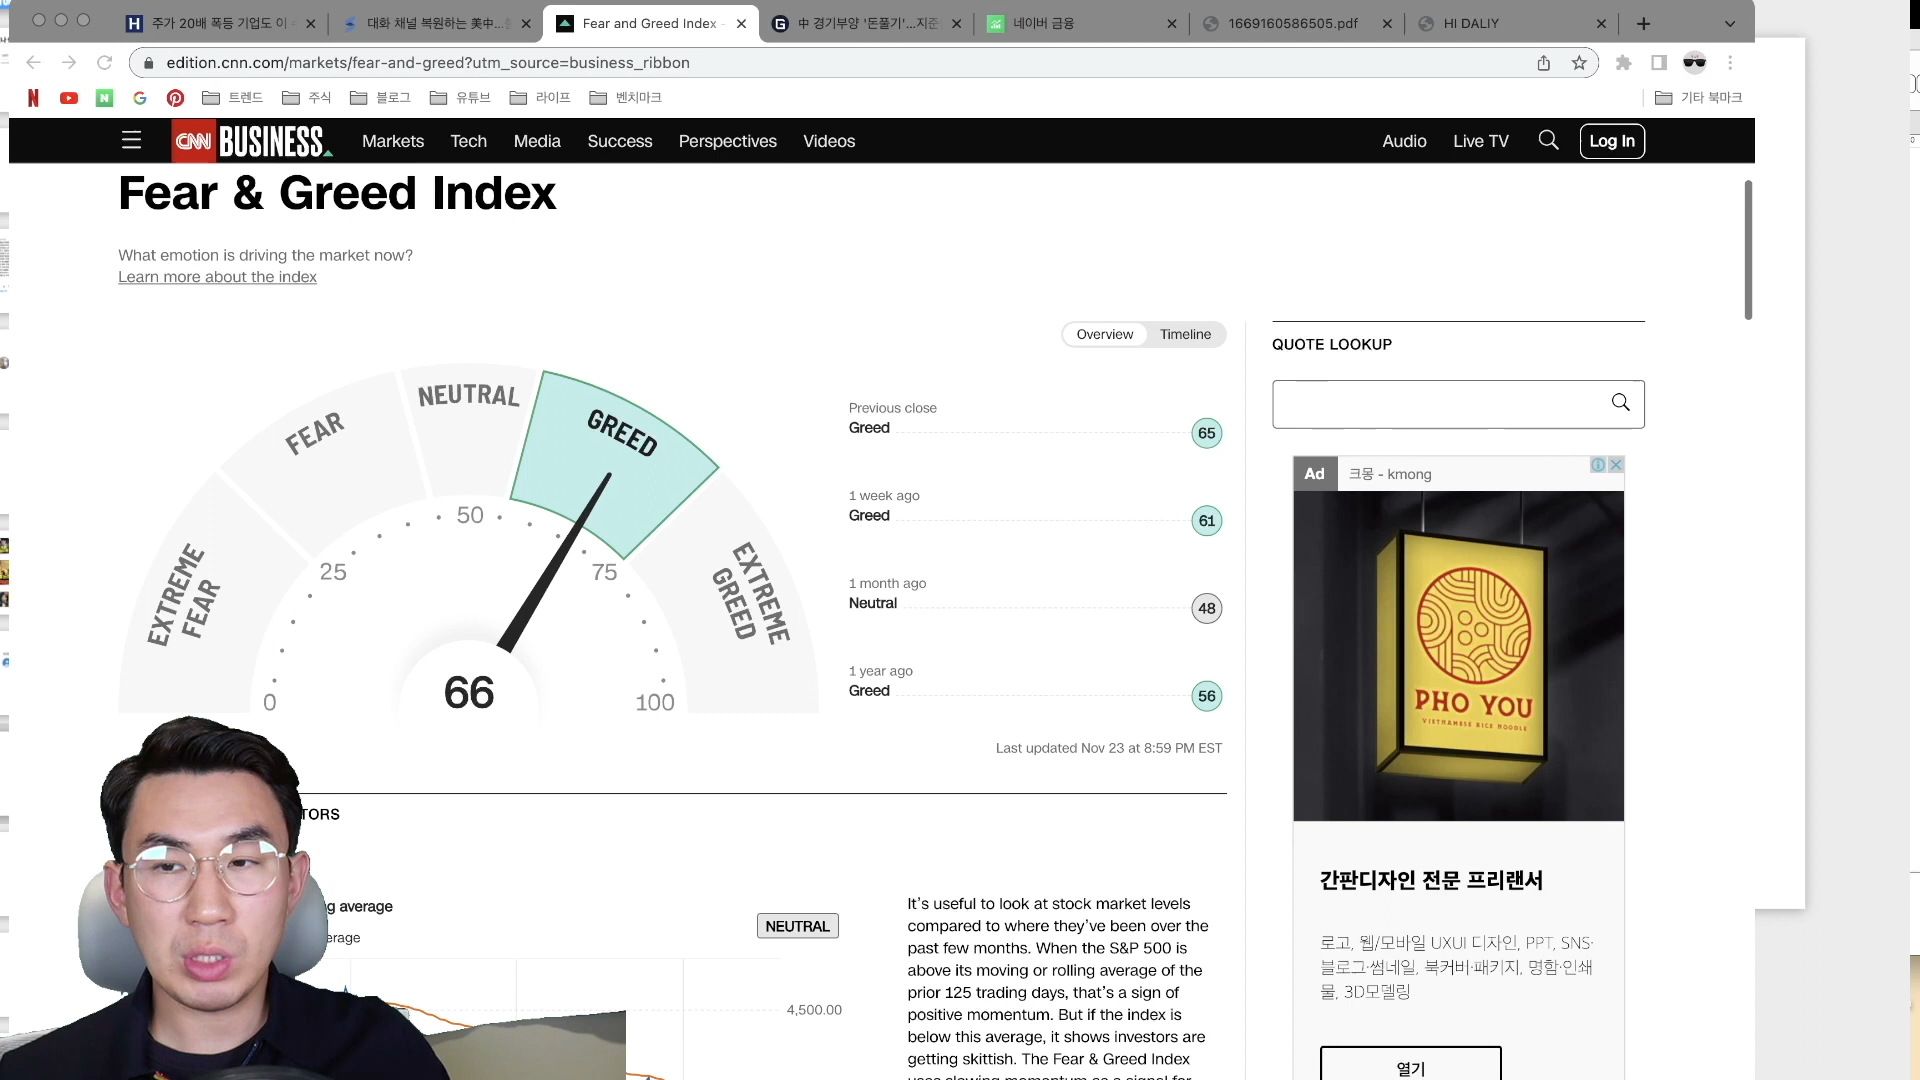 주가 20배 폭등 기업도 이
대화 채널 복원하는 美中...
Fear and Greed Index -
中 경기부양 '돈풀기'...지준
네이버 금융
1669160586505.pdf
HI DALIY
edition.cnn.com/markets/fear-and-greed?utm_source=business_ribbon
트렌드
주식
블로그
유튜브
라이프
벤치마크
기타 북마크
CNN BUSINESS
Markets
Tech
Media
Success
Perspectives
Videos
Audio
Live TV
Log In
Fear & Greed Index
What emotion is driving the market now?
Learn more about the index
Overview
Timeline
EXTREME FEAR
FEAR
NEUTRAL
GREED
EXTREME GREED
0
25
50
75
100
66
Previous close
Greed
65
1 week ago
Greed
61
1 month ago
Neutral
48
1 year ago
Greed
56
Last updated Nov 23 at 8:59 PM EST
TORS
g average
erage
NEUTRAL
4,500.00
It's useful to look at stock market levels
compared to where they've been over the
past few months. When the S&P 500 is
above its moving or rolling average of the
prior 125 trading days, that's a sign of
positive momentum. But if the index is
below this average, it shows investors are
getting skittish. The Fear & Greed Index
uses slowing momentum as a signal for
QUOTE LOOKUP
Ad
크몽 - kmong
PHO YOU
VIETNAMESE RICE NOODLE
간판디자인 전문 프리랜서
로고, 웹/모바일 UXUI 디자인, PPT, SNS·
블로그·썸네일, 북커버·패키지, 명함·인쇄
물, 3D모델링
열기